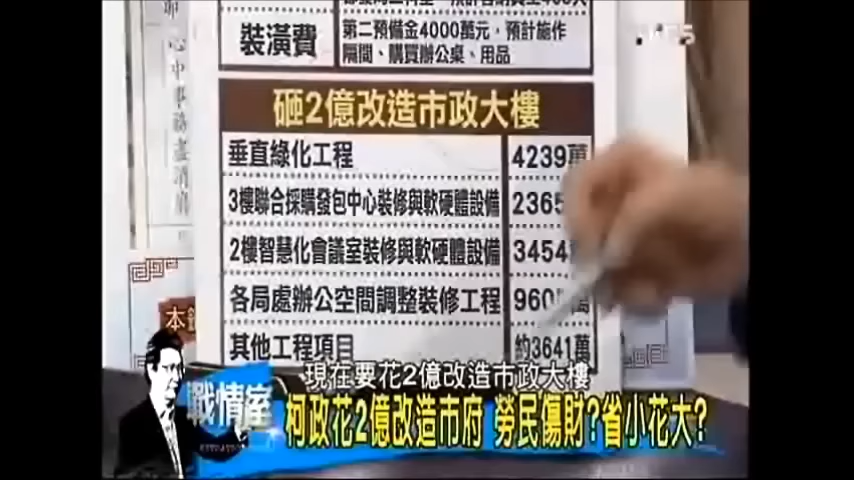 裝潢費
第二預備金4000萬元，預計施作
隔間、購買辦公桌、用品
砸2億改造市政大樓
垂直綠化工程 4239萬
3樓聯合採購發包中心裝修與軟硬體設備 2365
2樓智慧化會議室裝修與軟硬體設備 3454
各局處辦公空間調整裝修工程 960
其他工程項目 約3641萬
現在要花2億改造市政大樓
戰情室
柯政花2億改造市府 勞民傷財?省小花大?